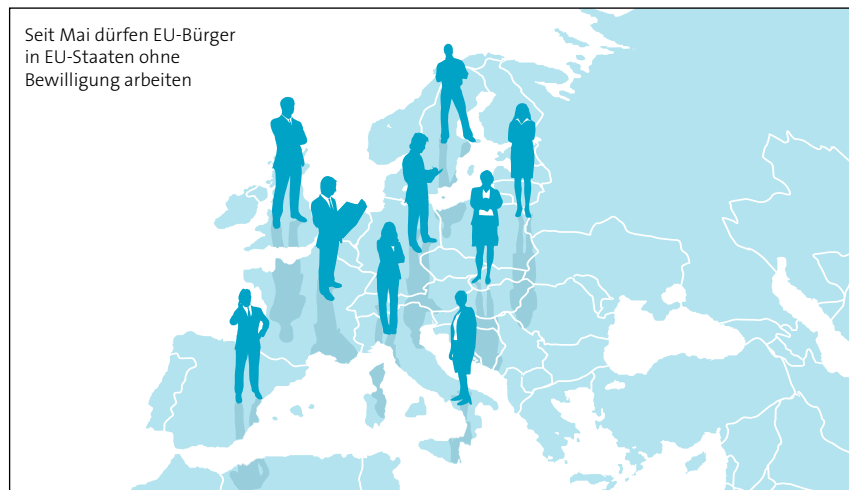 Seit Mai dürfen EU-Bürger
in EU-Staaten ohne
Bewilligung arbeiten